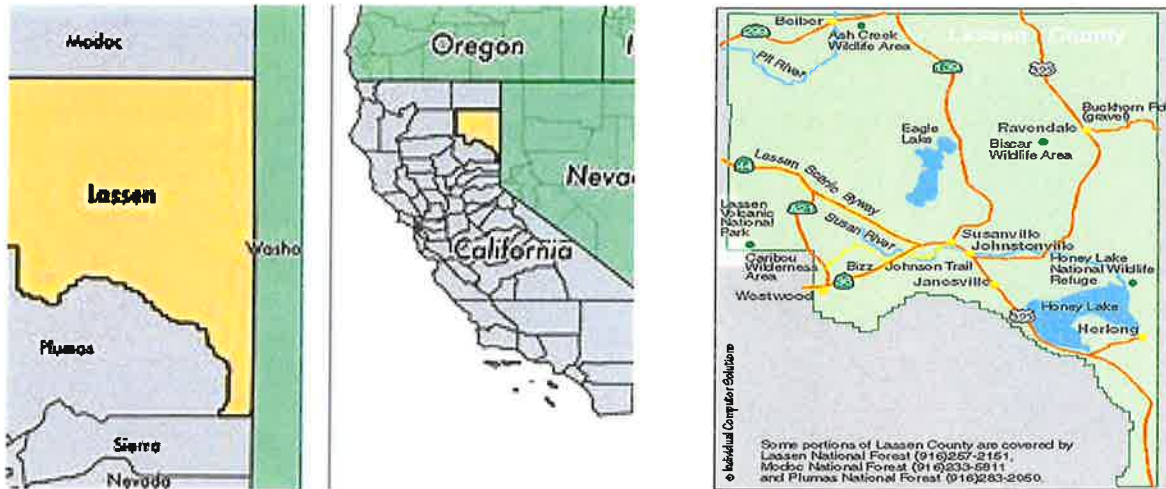 Modoc
Lassen
Washo
Plumas
Sierra
Nevada
Oregon
Nevad
California
Lassen County
Beiber
Ash Creek
Wildlife Area
Pit River
395
Buckhorn Rd
(gravel)
Ravendale
Biscar
Wildlife Area
Eagle
Lake
Lassen Scenic Byway
Lassen
Volcanic
National
Park
Susan River
Susanville
Johnstonville
Caribou
Wilderness
Area
Bizz Johnson Trail
Honey Lake
National Wildlife
Refuge
Janesville
Westwood
395
Honey Lake
Herlong
© Individual Computer Solutions
Some portions of Lassen County are covered by
Lassen National Forest (916)257-2151,
Modoc National Forest (916)233-5811
and Plumas National Forest (916)283-2050.